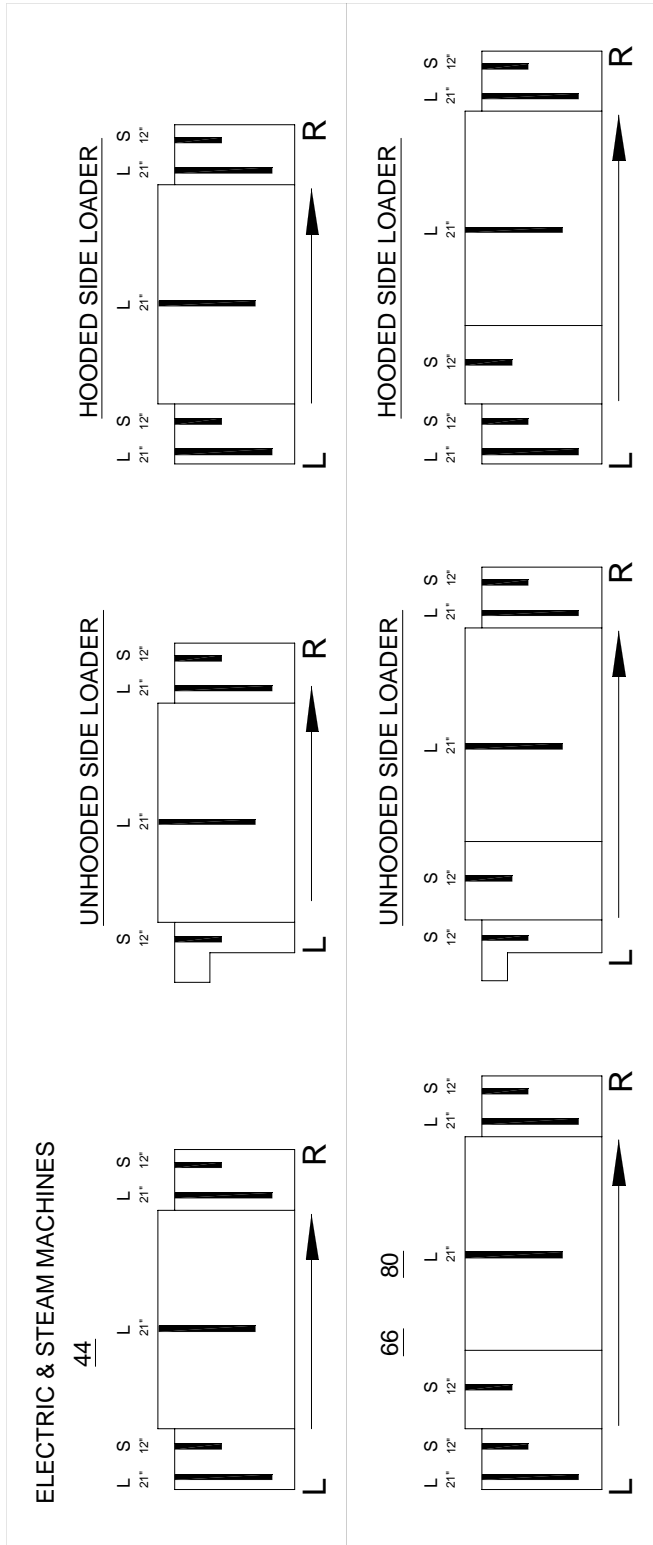 ELECTRIC & STEAM MACHINES
44 UNHOODED SIDE LOADER HOODED SIDE LOADER
L S L L S S L L S L S L L S
21" 12" 21" 21" 12" 12" 21" 21" 12" 21" 12" 21" 21" 12"
L R L R L R
66 80 UNHOODED SIDE LOADER HOODED SIDE LOADER
L S S L L S S S L L S L S S L L S
21" 12" 12" 21" 21" 12" 12" 12" 21" 21" 12" 21" 12" 12" 21" 21" 12"
L R L R L R